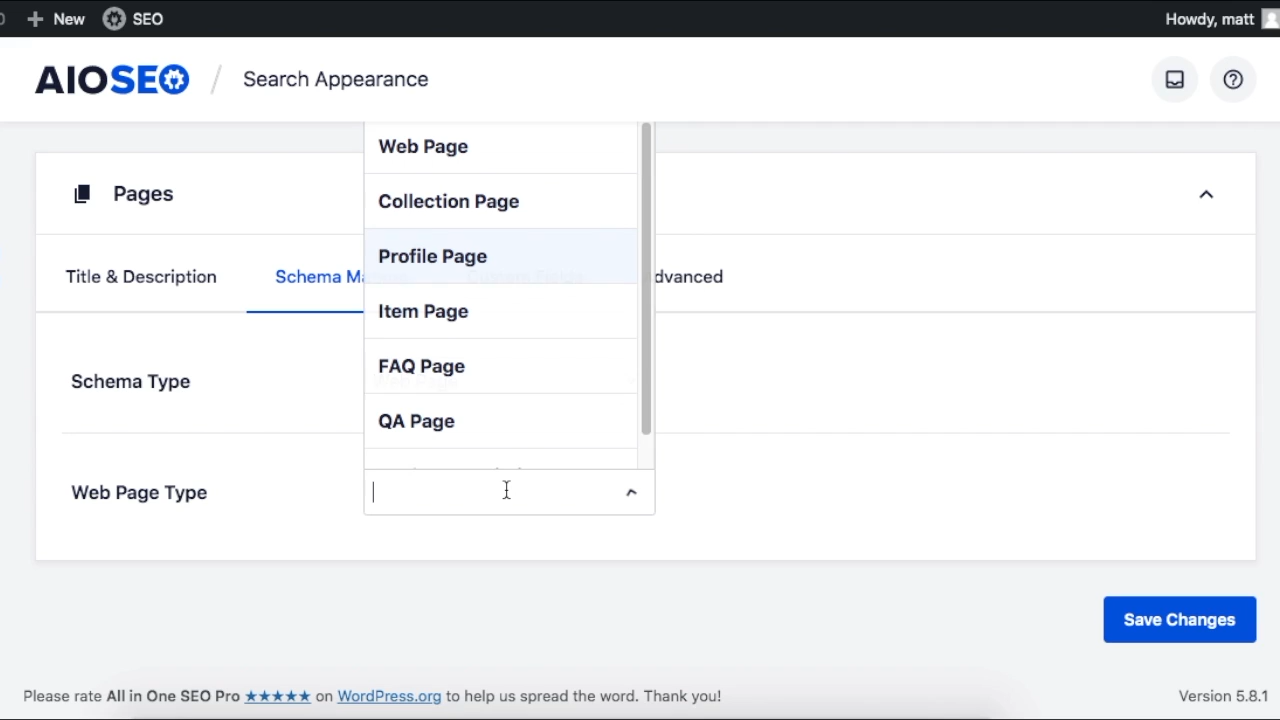 New SEO Howdy, matt
AIOSEO / Search Appearance
Web Page
Pages
Collection Page
Profile Page
Title & Description Schema Advanced
Item Page
FAQ Page
Schema Type
QA Page
Web Page Type
Save Changes
Please rate All in One SEO Pro ★★★★★ on WordPress.org to help us spread the word. Thank you! Version 5.8.1